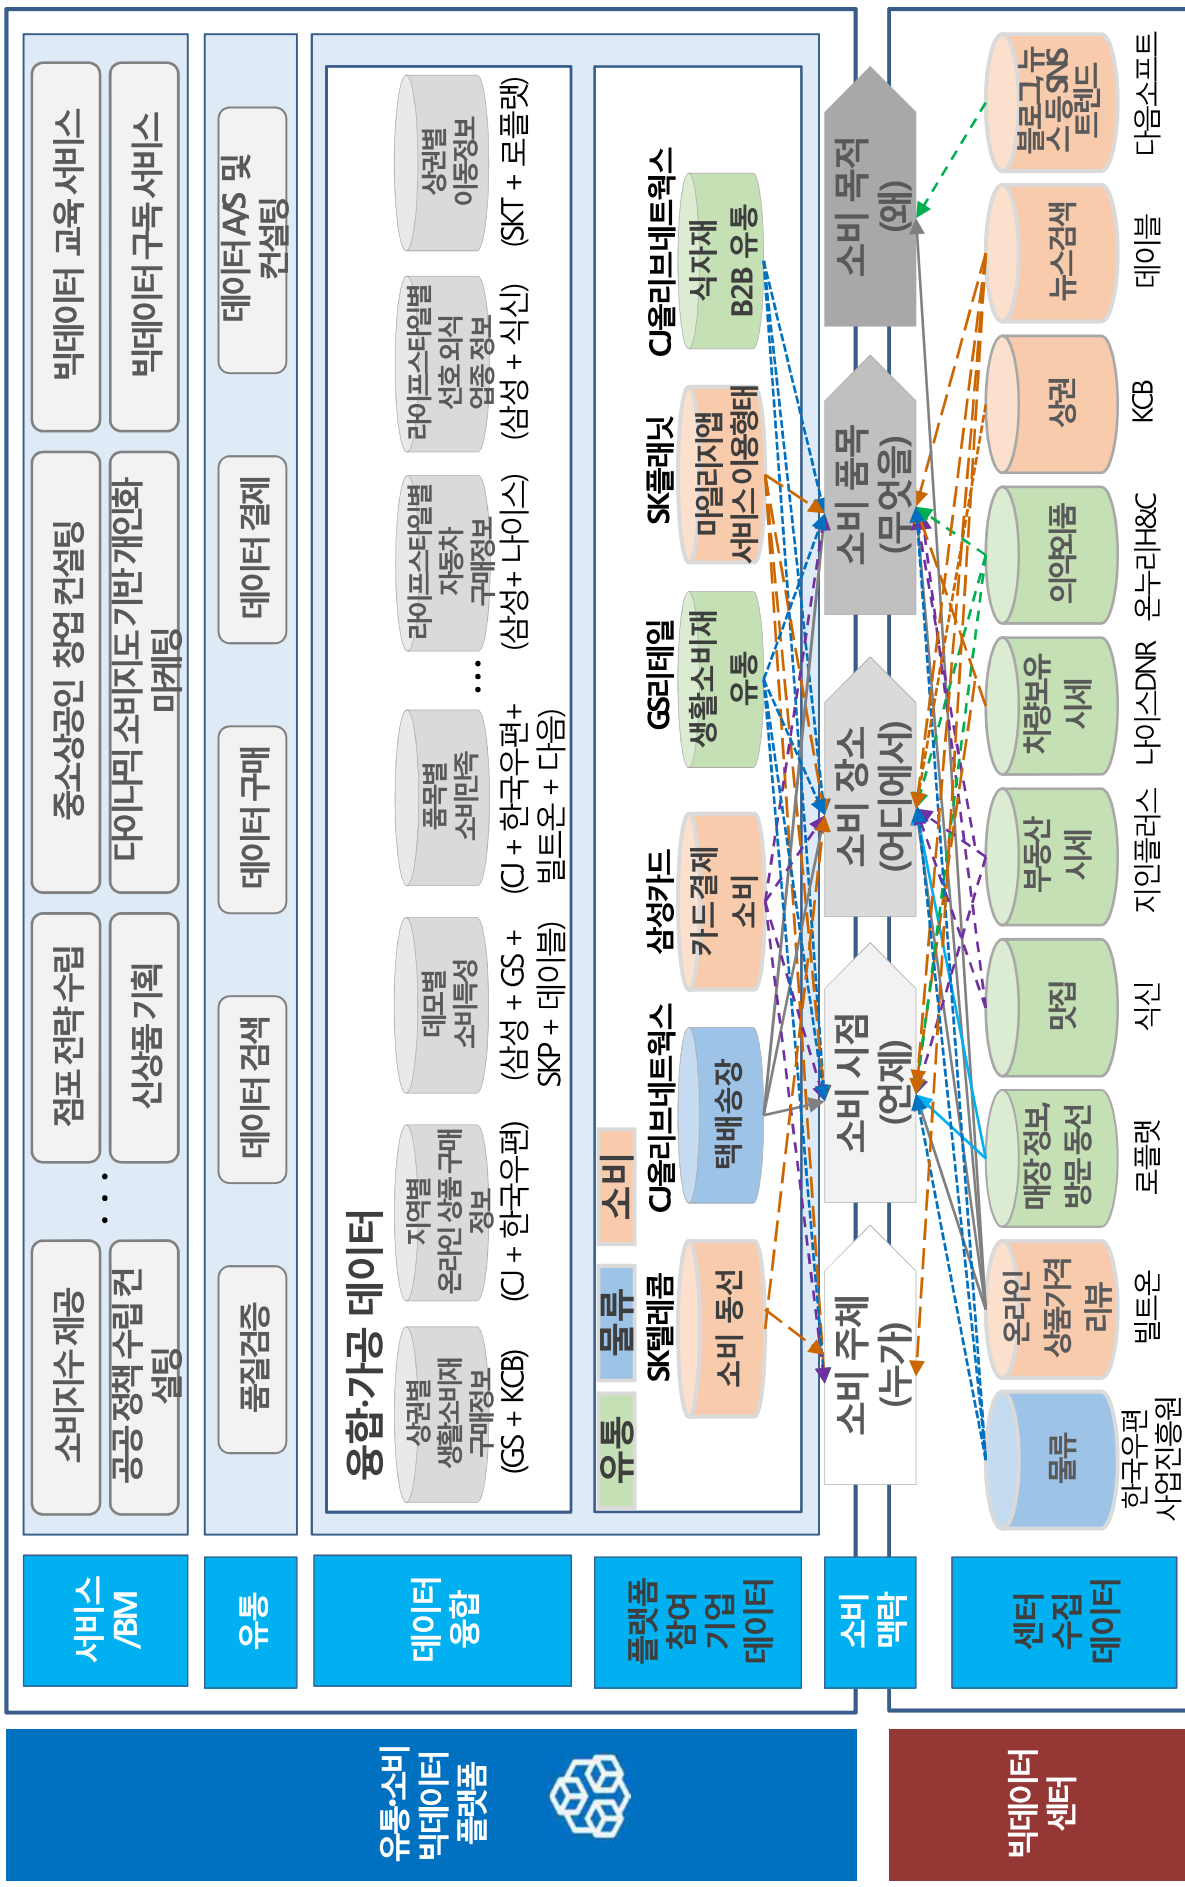 유통·소비
빅데이터
플랫폼
서비스
/BM
소비지수 제공
공공 정책 수립 컨
설팅
· · ·
점포 전략 수립
신상품 기획
중소상공인 창업 컨설팅
다이나믹 소비지도 기반 개인화
마케팅
빅데이터 교육 서비스
빅데이터 구독 서비스
유통
품질검증
데이터 검색
데이터 구매
데이터 결제
데이터 A/S 및
컨설팅
데이터
융합
융합·가공 데이터
상권별
생활소비재
구매정보
(GS + KCB)
지역별
온라인 상품 구매
정보
(CJ + 한국우편)
데모별
소비특성
(삼성 + GS +
SKP + 데이블)
품목별
소비만족
(CJ + 한국우편+
빌트온 + 다음)
…
라이프스타일별
자동차
구매정보
(삼성+ 나이스)
라이프스타일별
선호 외식
업종 정보
(삼성 + 식신)
상권별
이동정보
(SKT + 로플랫)
플랫폼
참여
기업
데이터
유통
물류
소비
SK텔레콤
소비 동선
CJ올리브네트웍스
택배송장
삼성카드
카드결제
소비
GS리테일
생활소비재
유통
SK플래닛
마일리지앱
서비스 이용형태
CJ올리브네트웍스
식자재
B2B 유통
소비
맥락
소비 주체
(누가)
소비 시점
(언제)
소비 장소
(어디에서)
소비 품목
(무엇을)
소비 목적
(왜)
빅데이터
센터
센터
수집
데이터
물류
한국우편
사업진흥원
온라인
상품가격
리뷰
빌트온
매장 정보,
방문 동선
로플랫
맛집
식신
부동산
시세
지인플러스
차량보유
시세
나이스DNR
의약외품
온누리H&C
상권
KCB
뉴스검색
데이블
블로그, 뉴
스 등 SNS
트렌드
다음소프트